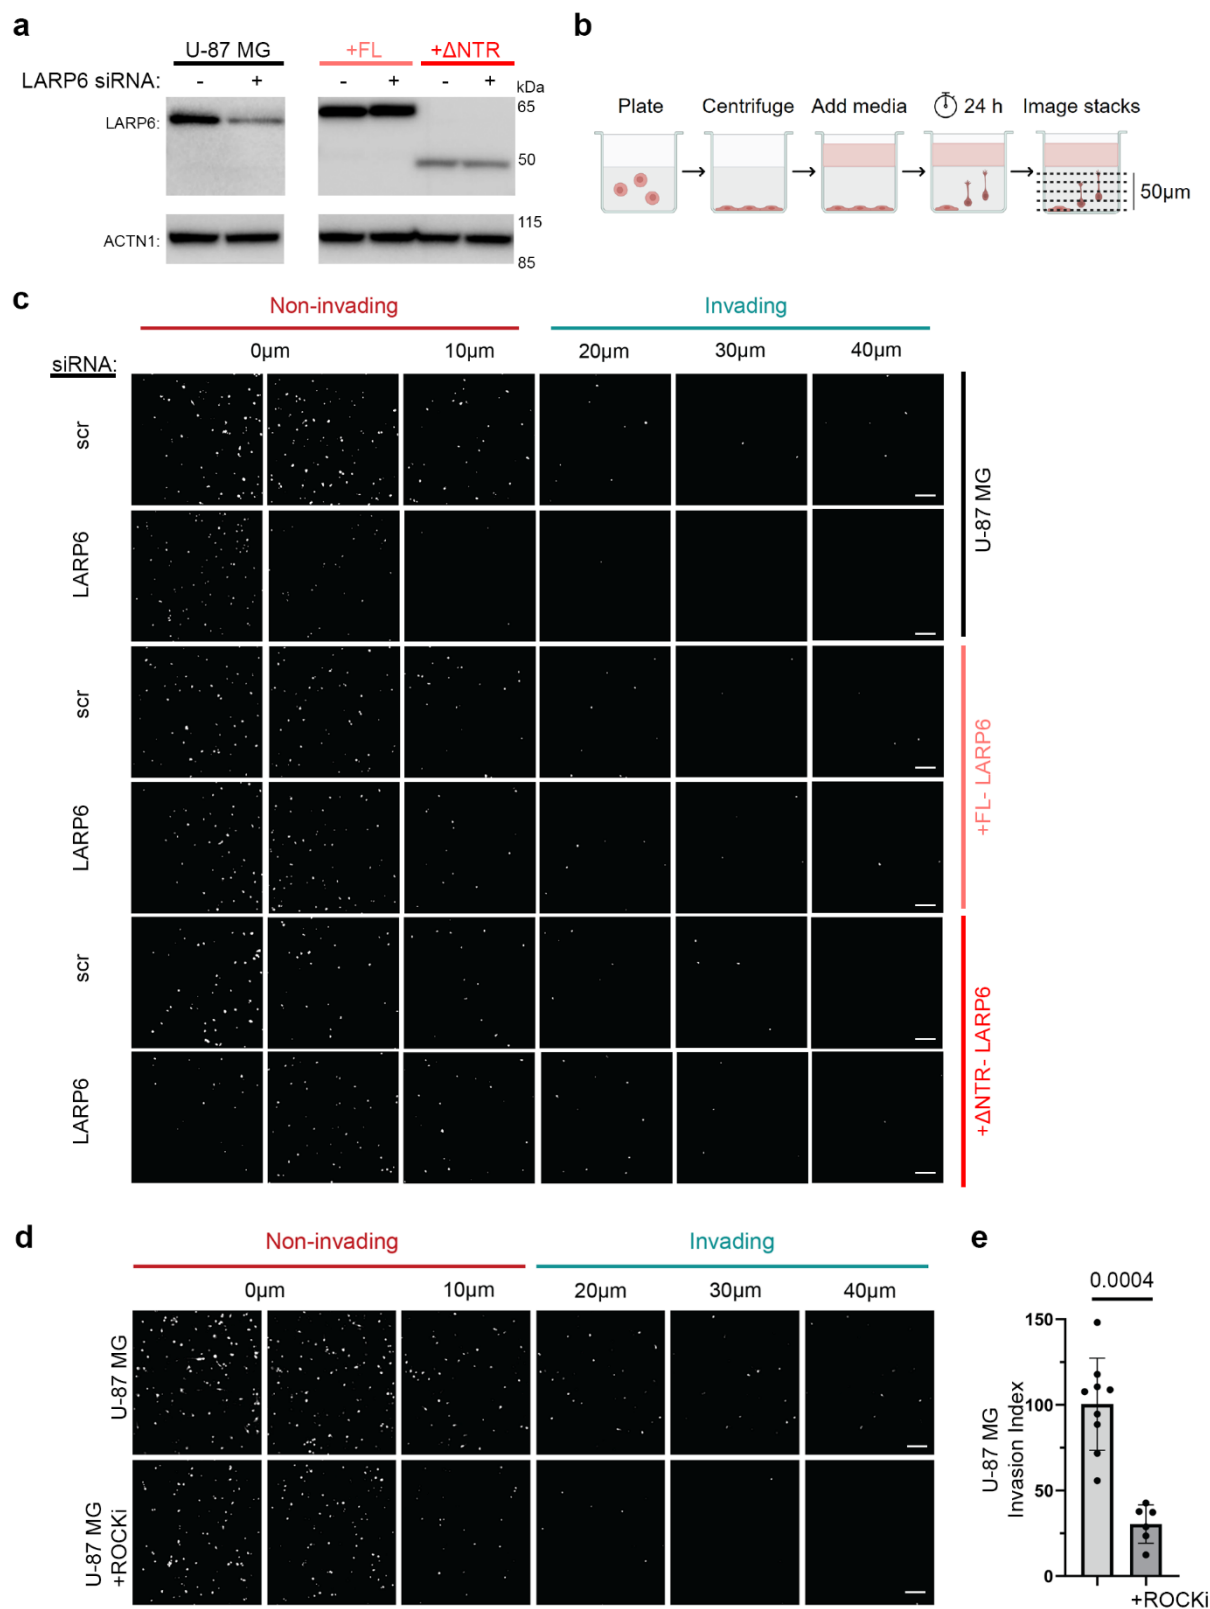 a
U-87 MG
+FL
+ΔNTR
LARP6 siRNA:
-
+
-
+
-
+
kDa
LARP6:
65
50
ACTN1:
115
85
b
Plate
Centrifuge
Add media
24 h
Image stacks
50μm
c
Non-invading
Invading
siRNA:
0μm
10μm
20μm
30μm
40μm
scr
LARP6
scr
LARP6
scr
LARP6
U-87 MG
+FL- LARP6
+ΔNTR- LARP6
d
Non-invading
Invading
0μm
10μm
20μm
30μm
40μm
U-87 MG
U-87 MG
+ROCKi
e
0.0004
U-87 MG
Invasion Index
150
100
50
0
+ROCKi